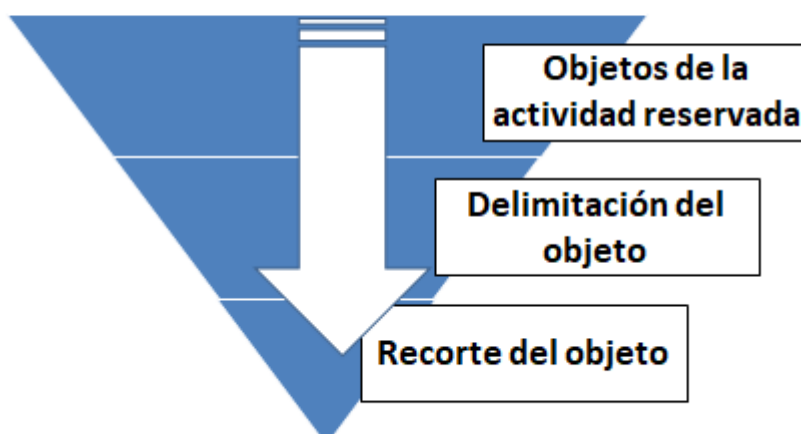 Objetos de la
actividad reservada
Delimitación del
objeto
Recorte del objeto